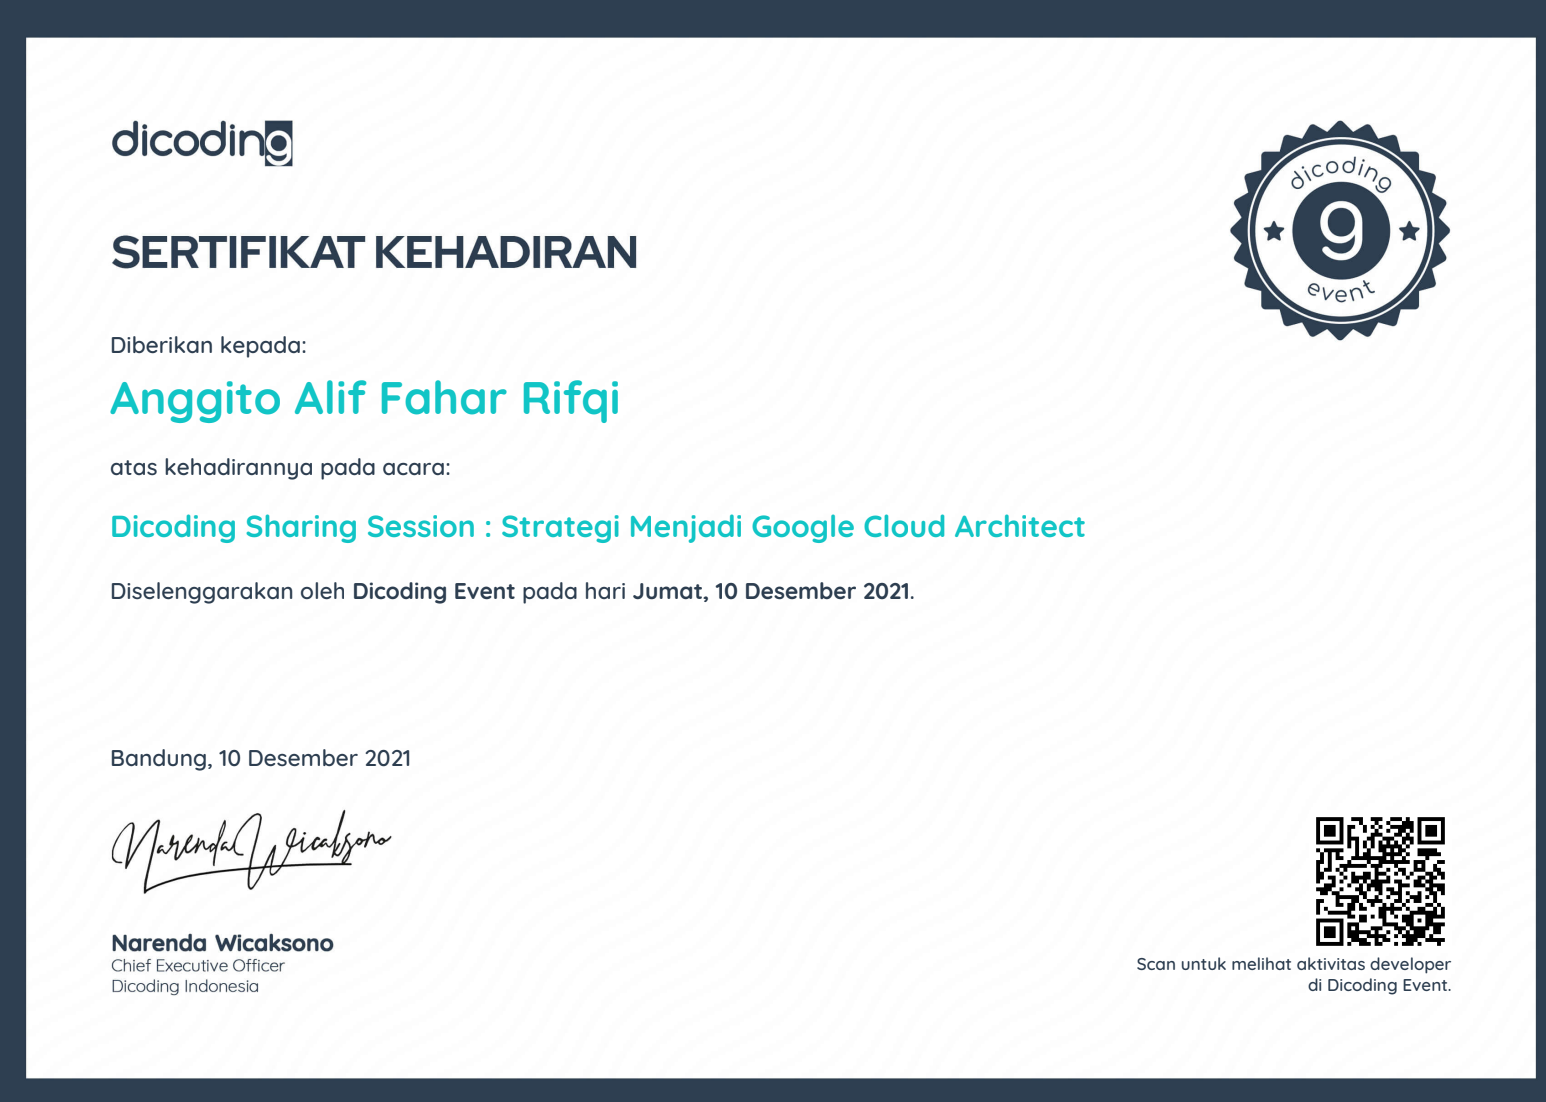 dicoding
SERTIFIKAT KEHADIRAN
dicoding
g
event
Diberikan kepada:
Anggito Alif Fahar Rifqi
atas kehadirannya pada acara:
Dicoding Sharing Session : Strategi Menjadi Google Cloud Architect
Diselenggarakan oleh Dicoding Event pada hari Jumat, 10 Desember 2021.
Bandung, 10 Desember 2021
Narenda Wicaksono
Narenda Wicaksono
Chief Executive Officer
Dicoding Indonesia
Scan untuk melihat aktivitas developer
di Dicoding Event.